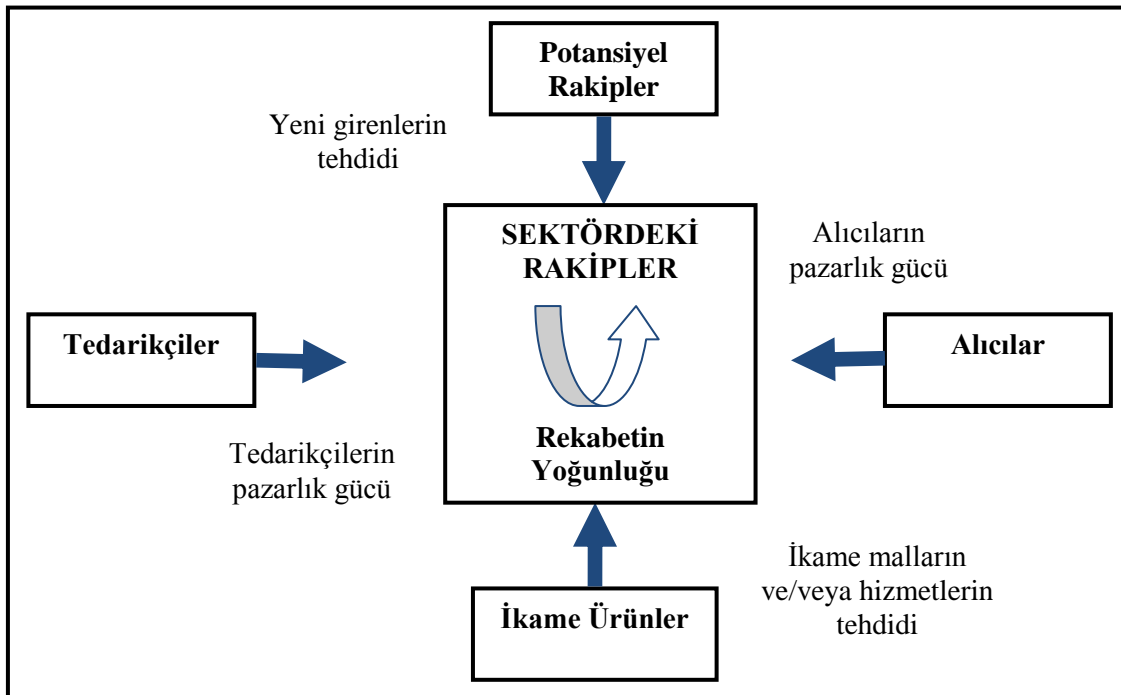 Potansiyel
Rakipler
Yeni girenlerin
tehdidi
SEKTÖRDEKİ
RAKİPLER
Alıcıların
pazarlık gücü
Tedarikçiler
Alıcılar
Rekabetin
Yoğunluğu
Tedarikçilerin
pazarlık gücü
İkame malların
ve/veya hizmetlerin
tehdidi
İkame Ürünler